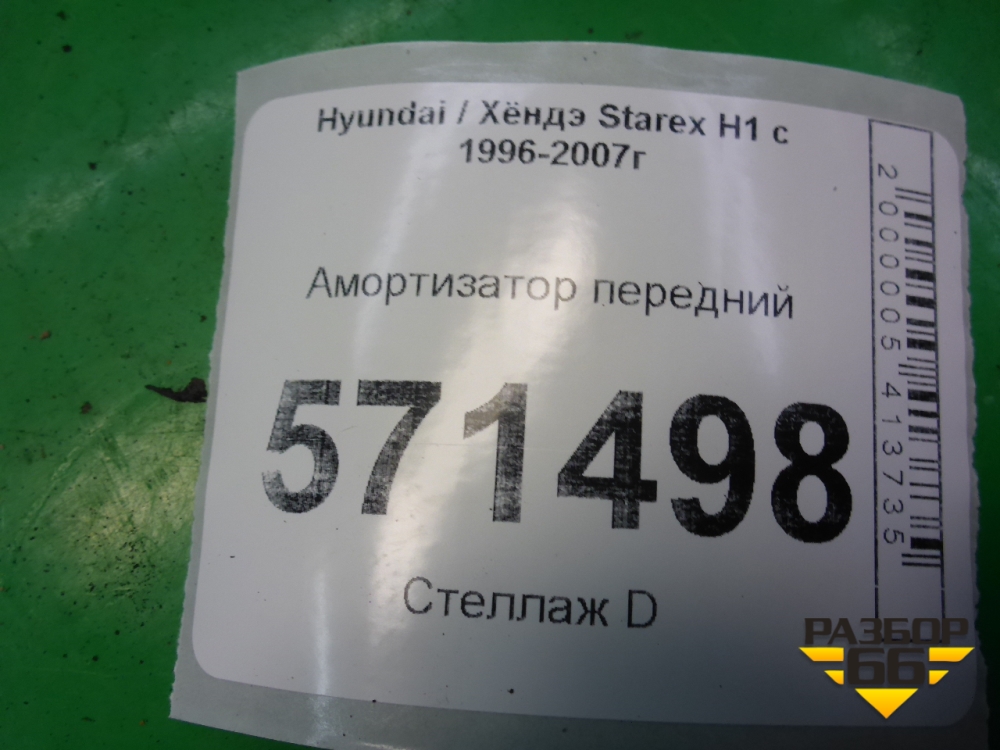 Hyundai / Хёндэ Starex H1 с
1996-2007г
Амортизатор передний
571498
Стеллаж D
2000005413735
РАЗБОР
66